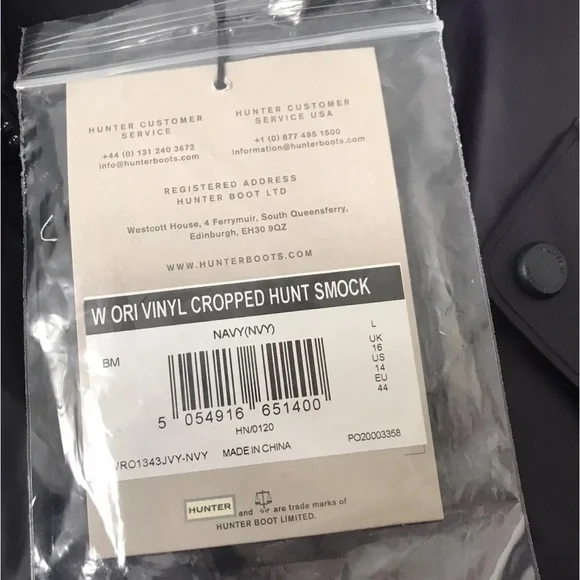 HUNTER CUSTOMER
SERVICE
+44 (0) 131 240 3672
info@hunterboots.com
HUNTER CUSTOMER
SERVICE USA
+1 (0) 877 495 1500
information@hunterboots.com
REGISTERED ADDRESS
HUNTER BOOT LTD
Westcott House, 4 Ferrymuir, South Queensferry,
Edinburgh, EH30 9QZ
WWW.HUNTERBOOTS.COM
W ORI VINYL CROPPED HUNT SMOCK
NAVY(NVY)
BM
L
UK
16
US
14
EU
44
5 054916 651400
HN/0120
WRO1343JVY-NVY MADE IN CHINA PO20003358
HUNTER and are trade marks of
HUNTER BOOT LIMITED.